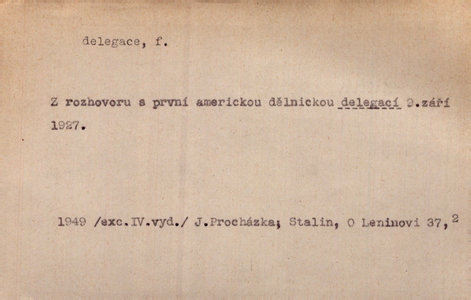 delegace, f.
Z rozhovoru s první americkou dělnickou delegací 9.září
1927.
1949 /exc.IV.vyd./ J.Procházka; Stalin, O Leninovi 37,2